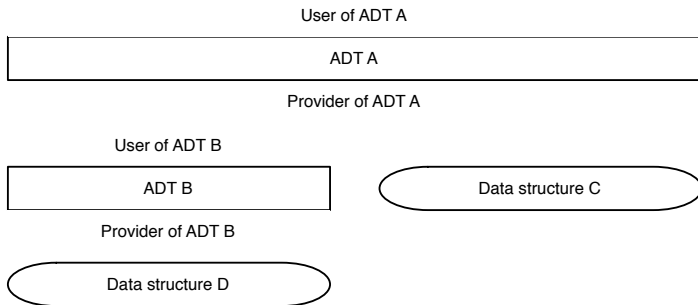 User of ADT A
ADT A
Provider of ADT A
User of ADT B
ADT B
Data structure C
Provider of ADT B
Data structure D